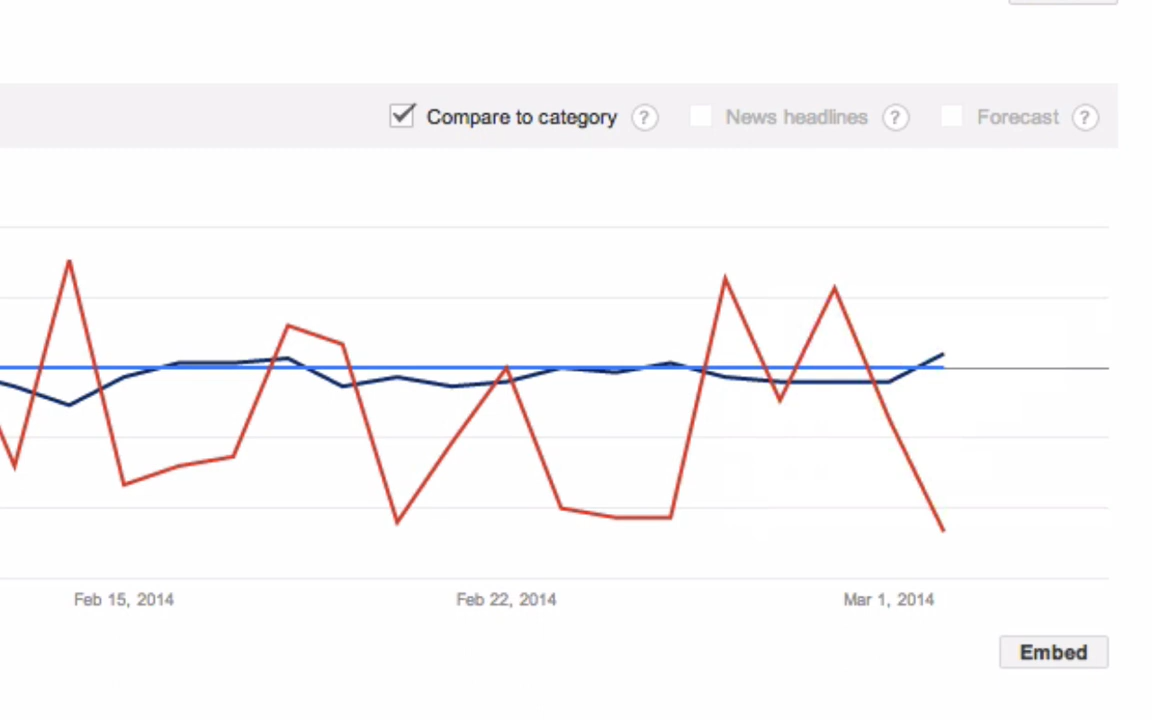 Compare to category ? News headlines ? Forecast ?
Feb 15, 2014 Feb 22, 2014 Mar 1, 2014
Embed